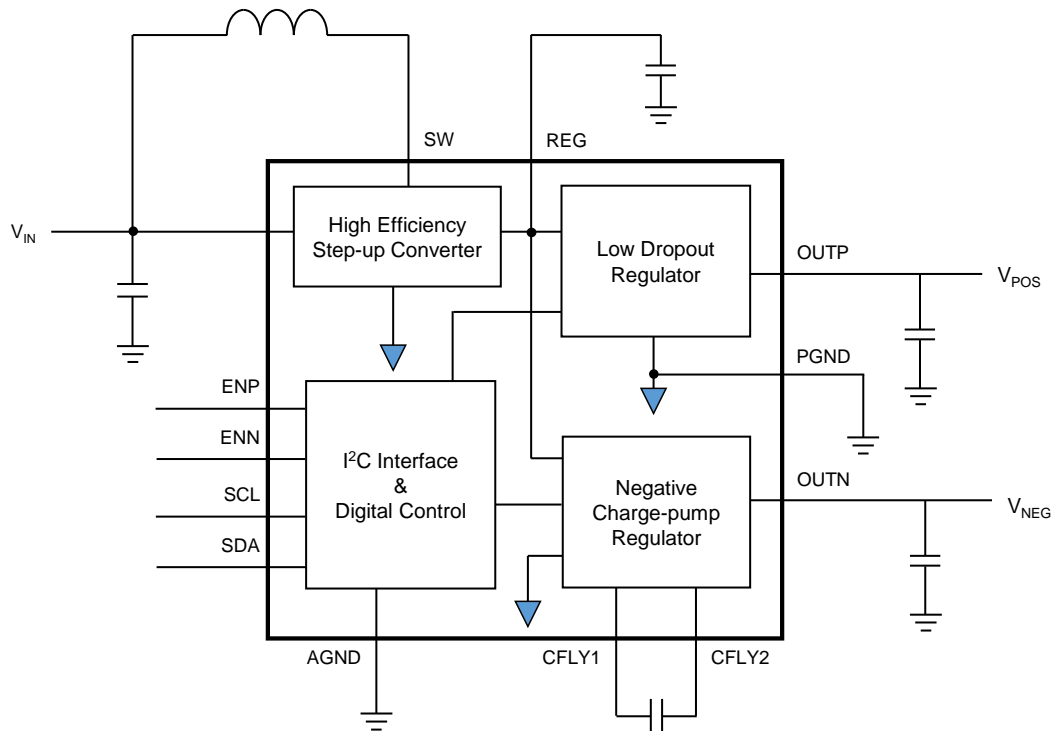 SW
REG
V_IN
High Efficiency
Step-up Converter
Low Dropout
Regulator
OUTP
V_POS
PGND
ENP
ENN
SCL
SDA
I²C Interface
&
Digital Control
Negative
Charge-pump
Regulator
OUTN
V_NEG
AGND
CFLY1
CFLY2